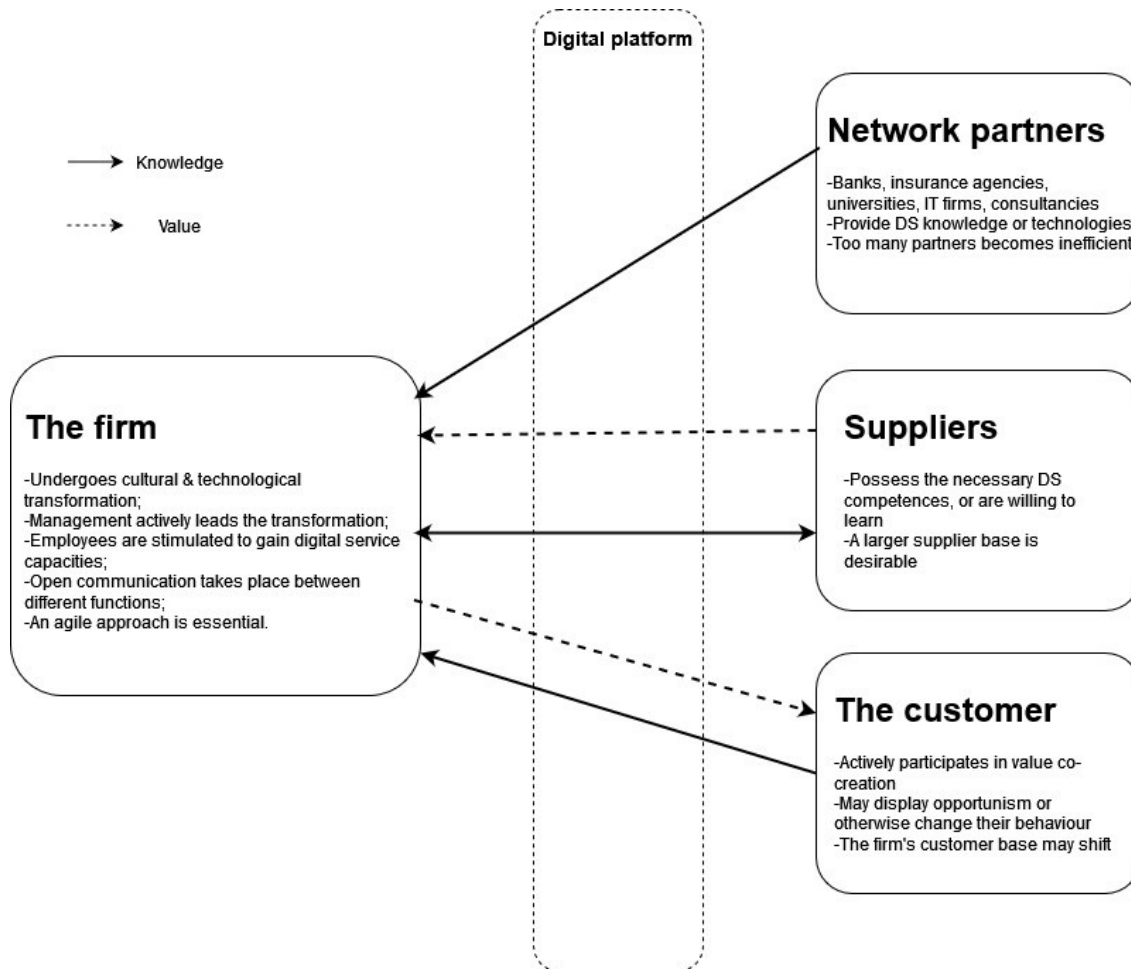 Digital platform
Knowledge
Value
Network partners
-Banks, insurance agencies,
universities, IT firms, consultancies
-Provide DS knowledge or technologies
-Too many partners becomes inefficient
The firm
-Undergoes cultural & technological
transformation;
-Management actively leads the transformation;
-Employees are stimulated to gain digital service
capacities;
-Open communication takes place between
different functions;
-An agile approach is essential.
Suppliers
-Possess the necessary DS
competences, or are willing to
learn
-A larger supplier base is
desirable
The customer
-Actively participates in value co-
creation
-May display opportunism or
otherwise change their behaviour
-The firm's customer base may shift